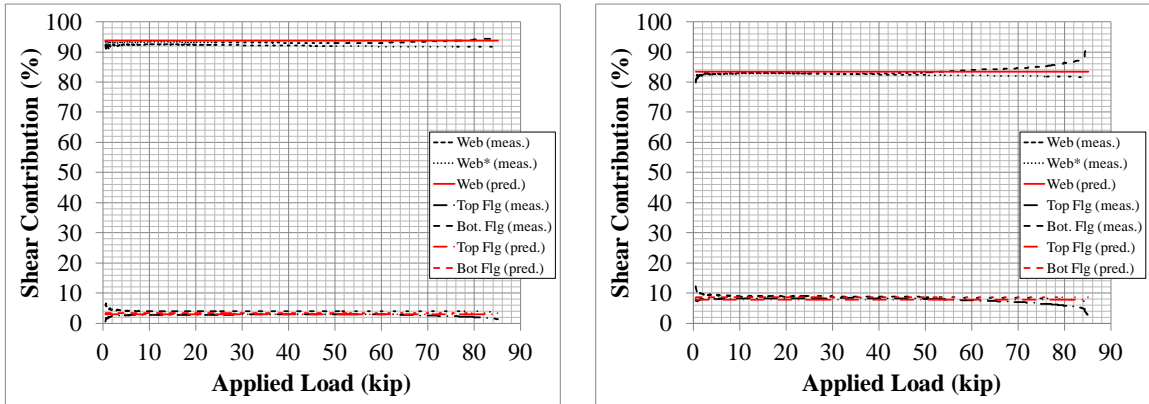 Shear Contribution (%)
100
90
80
70
60
50
40
30
20
10
0
Web (meas.)
Web* (meas.)
Web (pred.)
Top Flg (meas.)
Bot. Flg (meas.)
Top Flg (pred.)
Bot Flg (pred.)
0 10 20 30 40 50 60 70 80 90
Applied Load (kip)
Shear Contribution (%)
100
90
80
70
60
50
40
30
20
10
0
Web (meas.)
Web* (meas.)
Web (pred.)
Top Flg (meas.)
Bot. Flg (meas.)
Top Flg (pred.)
Bot Flg (pred.)
0 10 20 30 40 50 60 70 80 90
Applied Load (kip)